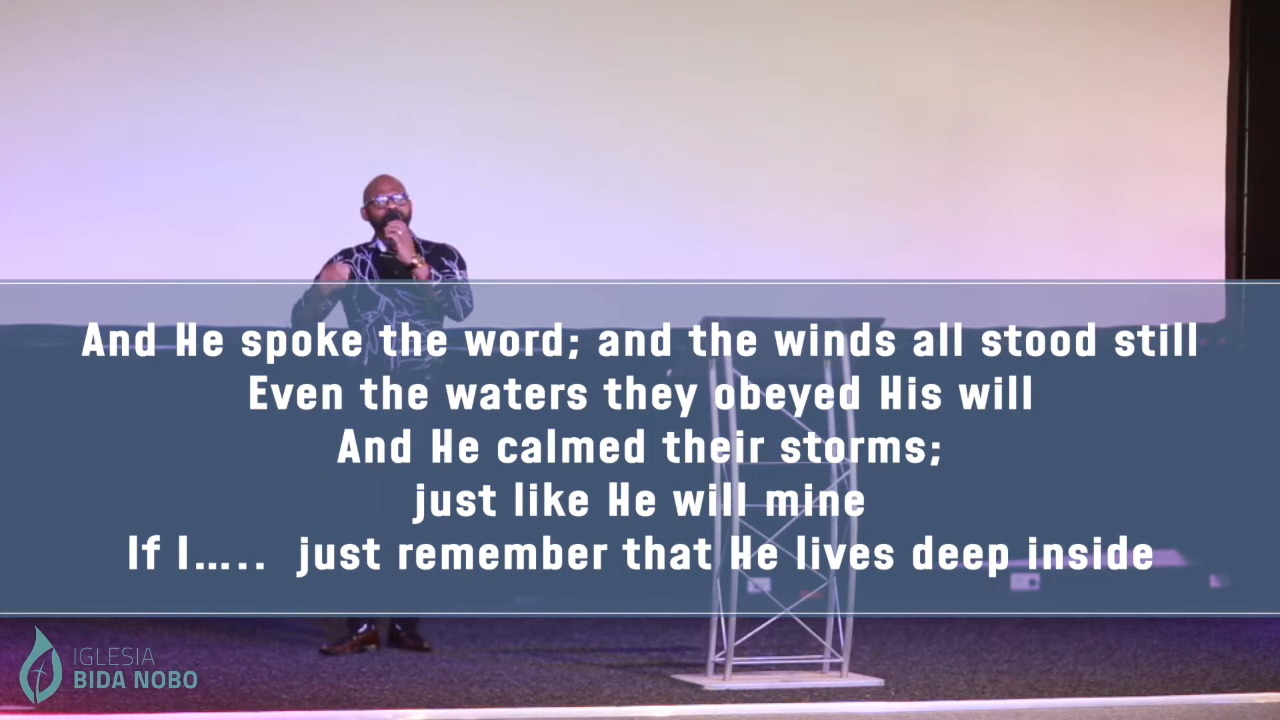 And He spoke the word; and the winds all stood still
Even the waters they obeyed His will
And He calmed their storms;
just like He will mine
If I..... just remember that He lives deep inside
IGLESIA
BIDA NOBO